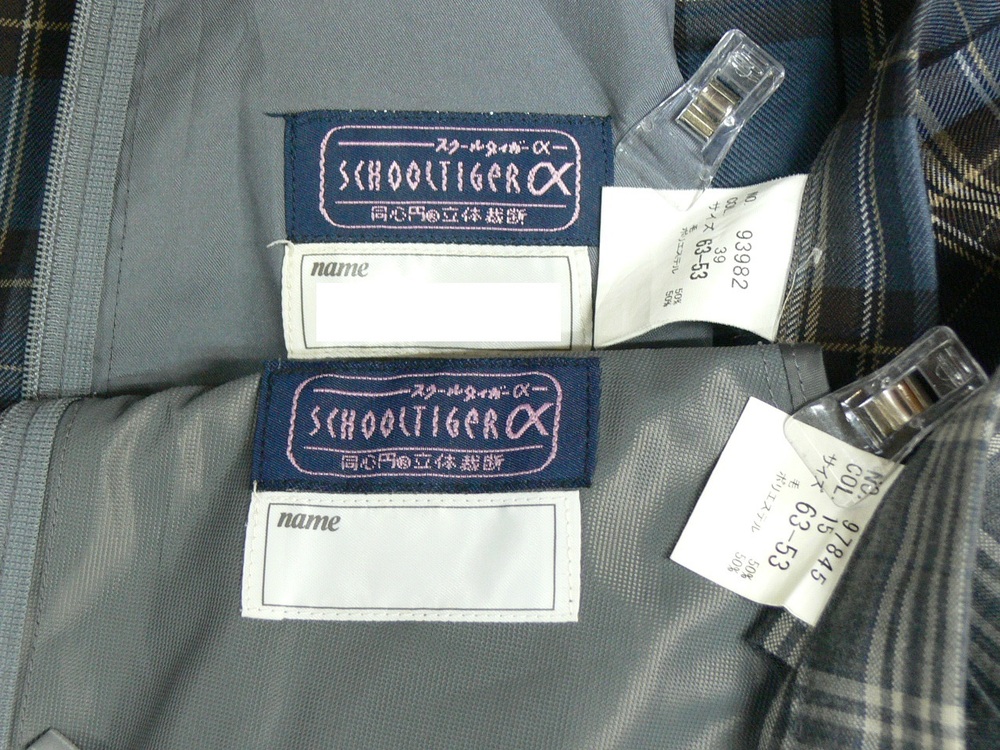 スクールタイガーα
SCHOOLTIGER α
同心円®立体裁断
name
NO. 93982
COL. 39
サイズ 63-53
毛 50%
ポリエステル 50%
スクールタイガーα
SCHOOLTIGER α
同心円®立体裁断
name
NO. 97845
COL. 15
サイズ 63-53
毛 50%
ポリエステル 50%